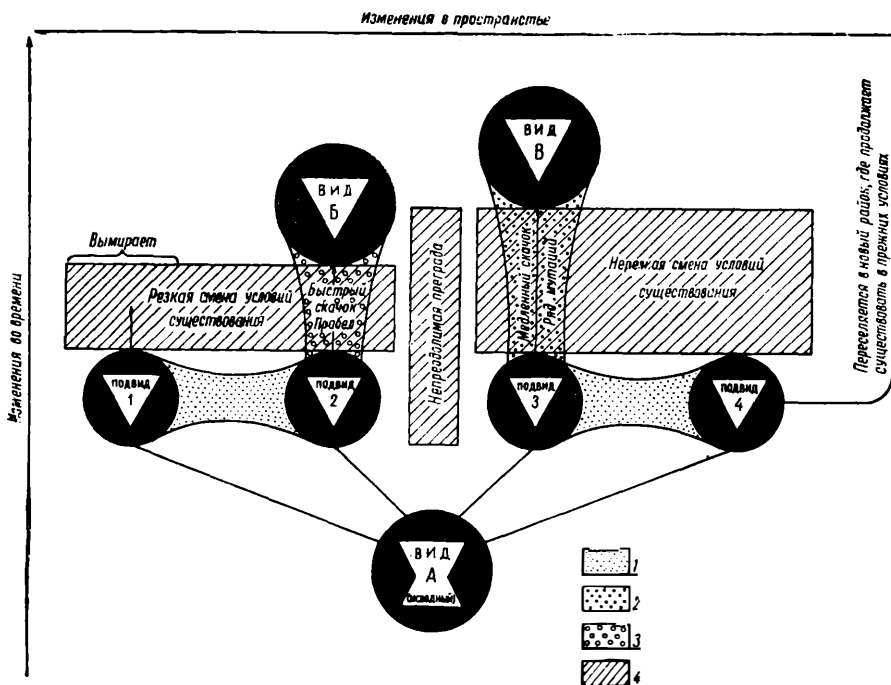 Изменения в пространстве
Изменения во времени
Вымирает
Резкая смена условий
существования
ВИД
Б
Быстрый
скачок
Пробел
Непреодолимая преграда
ВИД
В
Медленный скачок
Ряд мутаций
Нерезкая смена условий
существования
Переселяется в новый район, где продолжает
существовать в прежних условиях
ПОДВИД
1
ПОДВИД
2
ПОДВИД
3
ПОДВИД
4
ВИД
А
(исходный)
1
2
3
4